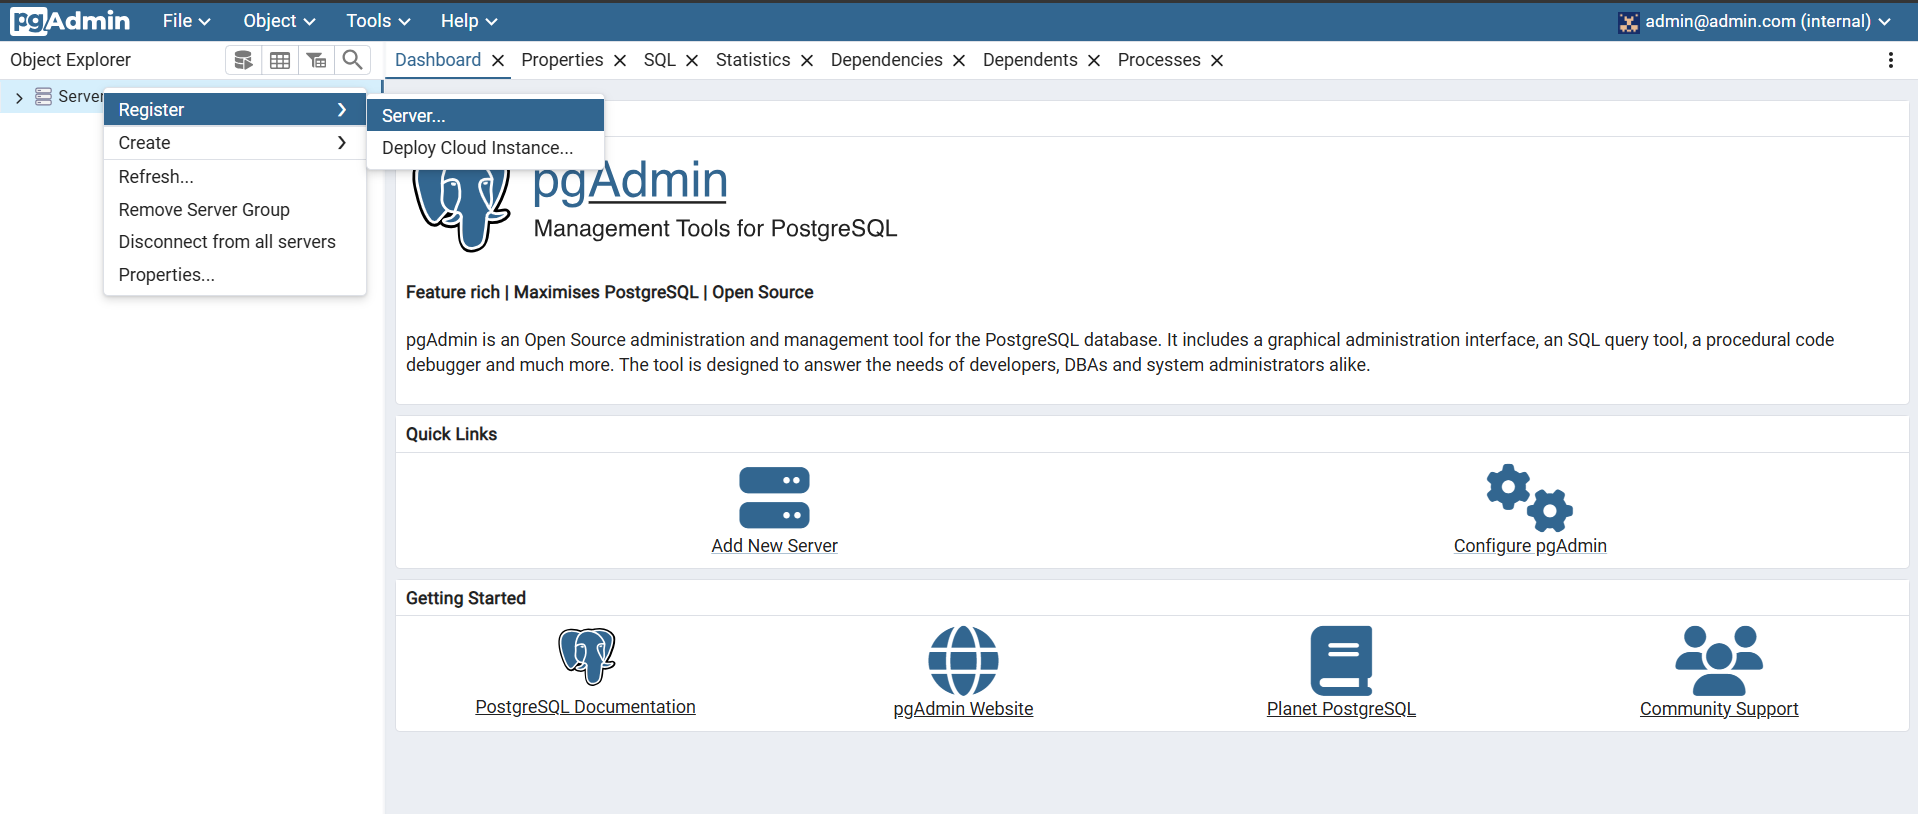 pgAdmin File Object Tools Help admin@admin.com (internal)
Object Explorer
Dashboard Properties SQL Statistics Dependencies Dependents Processes
Server
Register
Create
Refresh...
Remove Server Group
Disconnect from all servers
Properties...
Server...
Deploy Cloud Instance...
pgAdmin
Management Tools for PostgreSQL
Feature rich | Maximises PostgreSQL | Open Source
pgAdmin is an Open Source administration and management tool for the PostgreSQL database. It includes a graphical administration interface, an SQL query tool, a procedural code
debugger and much more. The tool is designed to answer the needs of developers, DBAs and system administrators alike.
Quick Links
Add New Server
Configure pgAdmin
Getting Started
PostgreSQL Documentation
pgAdmin Website
Planet PostgreSQL
Community Support